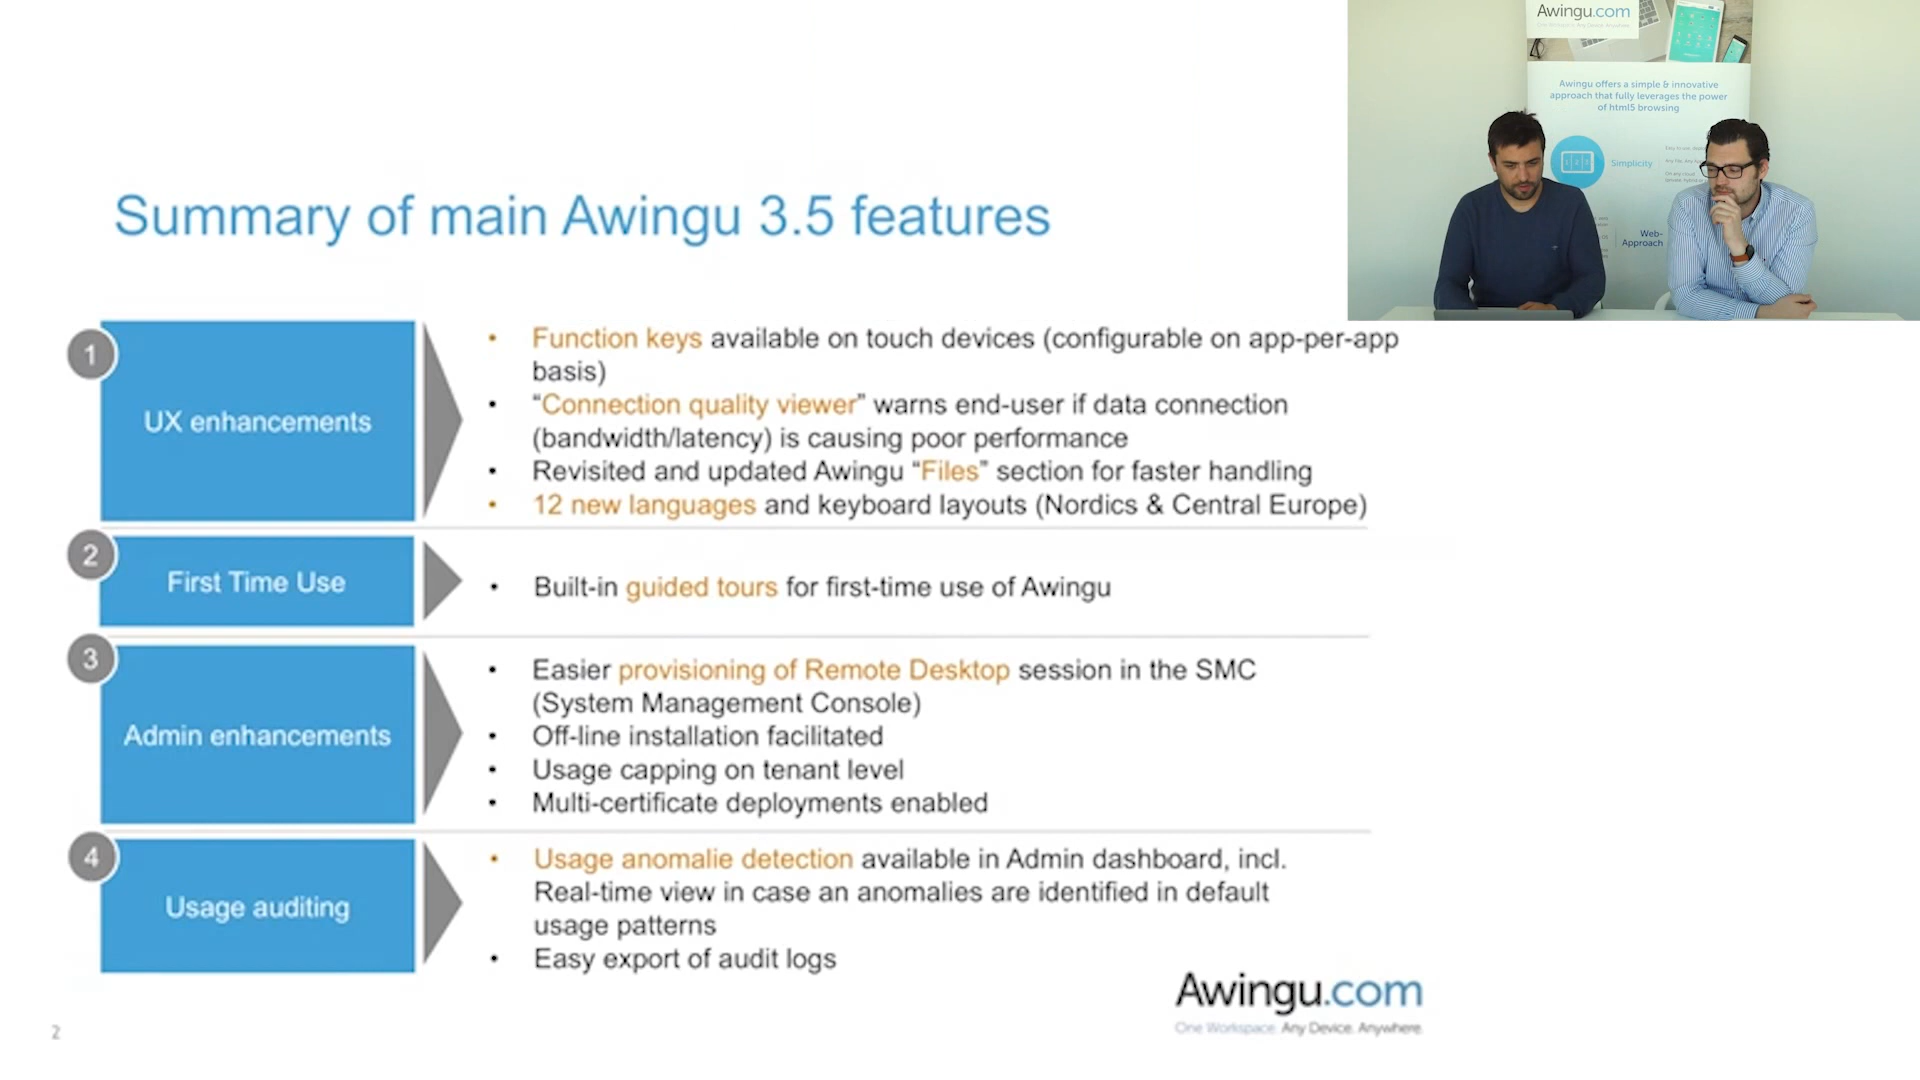 Awingu.com
Awingu offers a simple & innovative
approach that fully leverages the power
of html5 browsing
Simplicity
Web-
Approach
Summary of main Awingu 3.5 features
1
UX enhancements
• Function keys available on touch devices (configurable on app-per-app
basis)
• “Connection quality viewer” warns end-user if data connection
(bandwidth/latency) is causing poor performance
• Revisited and updated Awingu “Files” section for faster handling
• 12 new languages and keyboard layouts (Nordics & Central Europe)
2
First Time Use
• Built-in guided tours for first-time use of Awingu
3
Admin enhancements
• Easier provisioning of Remote Desktop session in the SMC
(System Management Console)
• Off-line installation facilitated
• Usage capping on tenant level
• Multi-certificate deployments enabled
4
Usage auditing
• Usage anomalie detection available in Admin dashboard, incl.
Real-time view in case an anomalies are identified in default
usage patterns
• Easy export of audit logs
Awingu.com
One Workspace. Any Device. Anywhere.
2